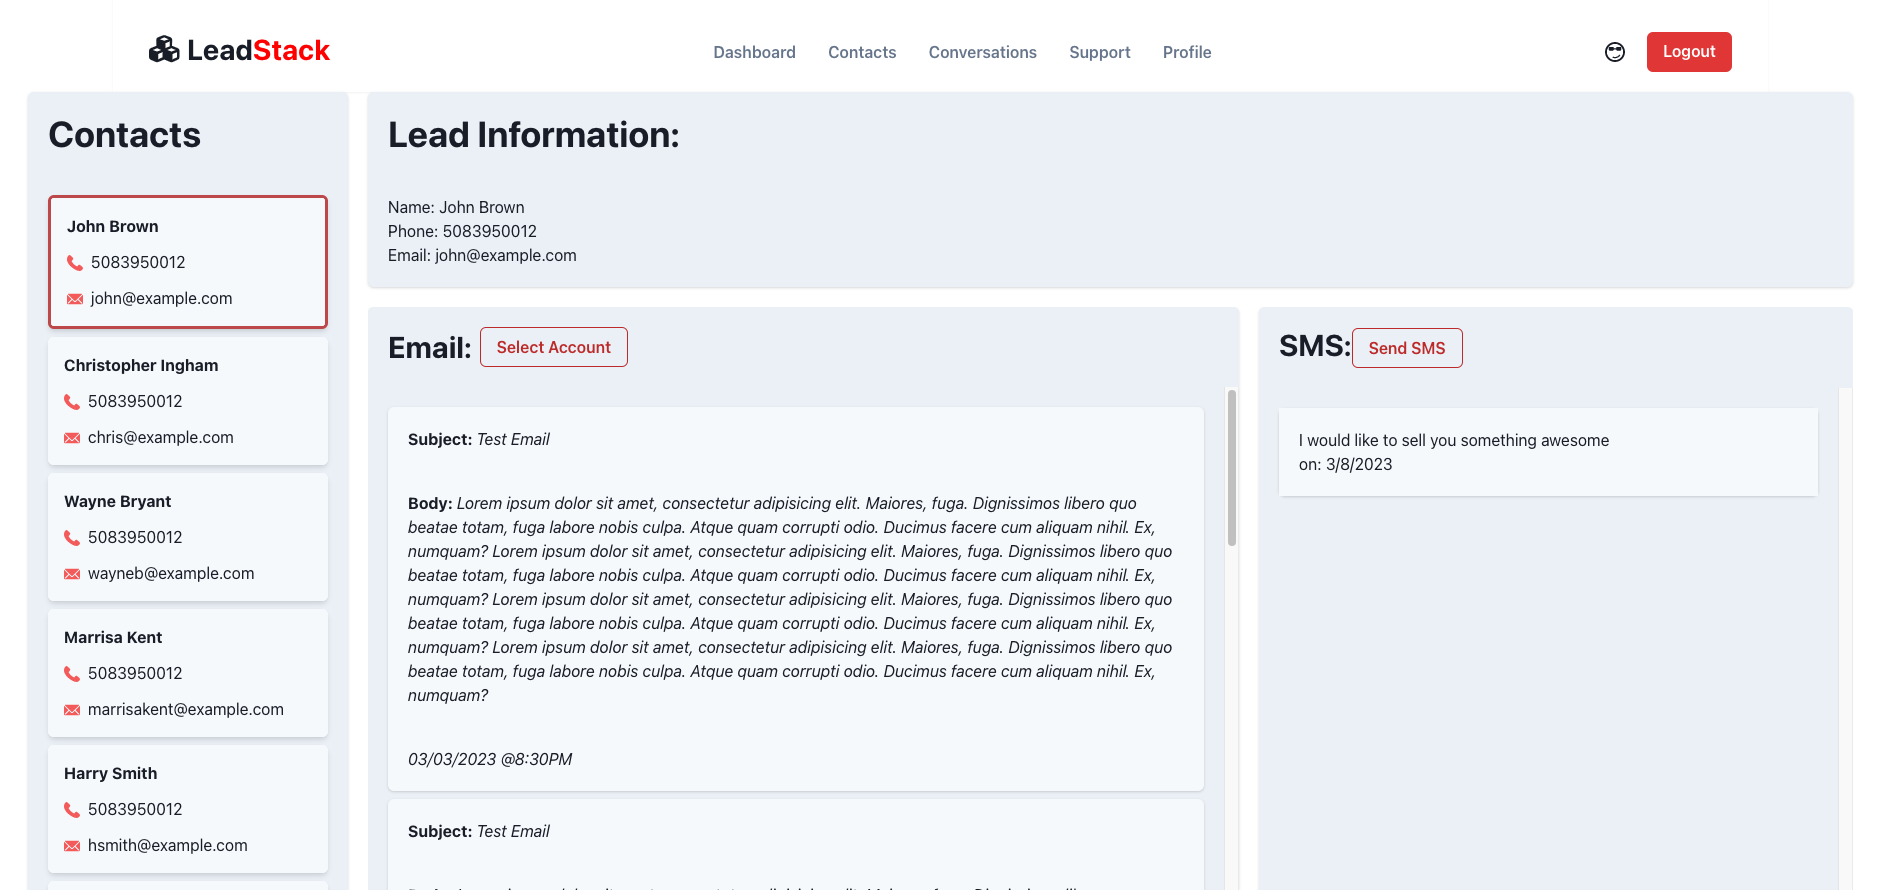 LeadStack
Dashboard
Contacts
Conversations
Support
Profile
Logout
Contacts
John Brown
5083950012
john@example.com
Christopher Ingham
5083950012
chris@example.com
Wayne Bryant
5083950012
wayneb@example.com
Marrisa Kent
5083950012
marrisakent@example.com
Harry Smith
5083950012
hsmith@example.com
Lead Information:
Name: John Brown
Phone: 5083950012
Email: john@example.com
Email:
Select Account
Subject: Test Email
Body: Lorem ipsum dolor sit amet, consectetur adipisicing elit. Maiores, fuga. Dignissimos libero quo
beatae totam, fuga labore nobis culpa. Atque quam corrupti odio. Ducimus facere cum aliquam nihil. Ex,
numquam? Lorem ipsum dolor sit amet, consectetur adipisicing elit. Maiores, fuga. Dignissimos libero quo
beatae totam, fuga labore nobis culpa. Atque quam corrupti odio. Ducimus facere cum aliquam nihil. Ex,
numquam? Lorem ipsum dolor sit amet, consectetur adipisicing elit. Maiores, fuga. Dignissimos libero quo
beatae totam, fuga labore nobis culpa. Atque quam corrupti odio. Ducimus facere cum aliquam nihil. Ex,
numquam? Lorem ipsum dolor sit amet, consectetur adipisicing elit. Maiores, fuga. Dignissimos libero quo
beatae totam, fuga labore nobis culpa. Atque quam corrupti odio. Ducimus facere cum aliquam nihil. Ex,
numquam?
03/03/2023 @8:30PM
Subject: Test Email
SMS:
Send SMS
I would like to sell you something awesome
on: 3/8/2023